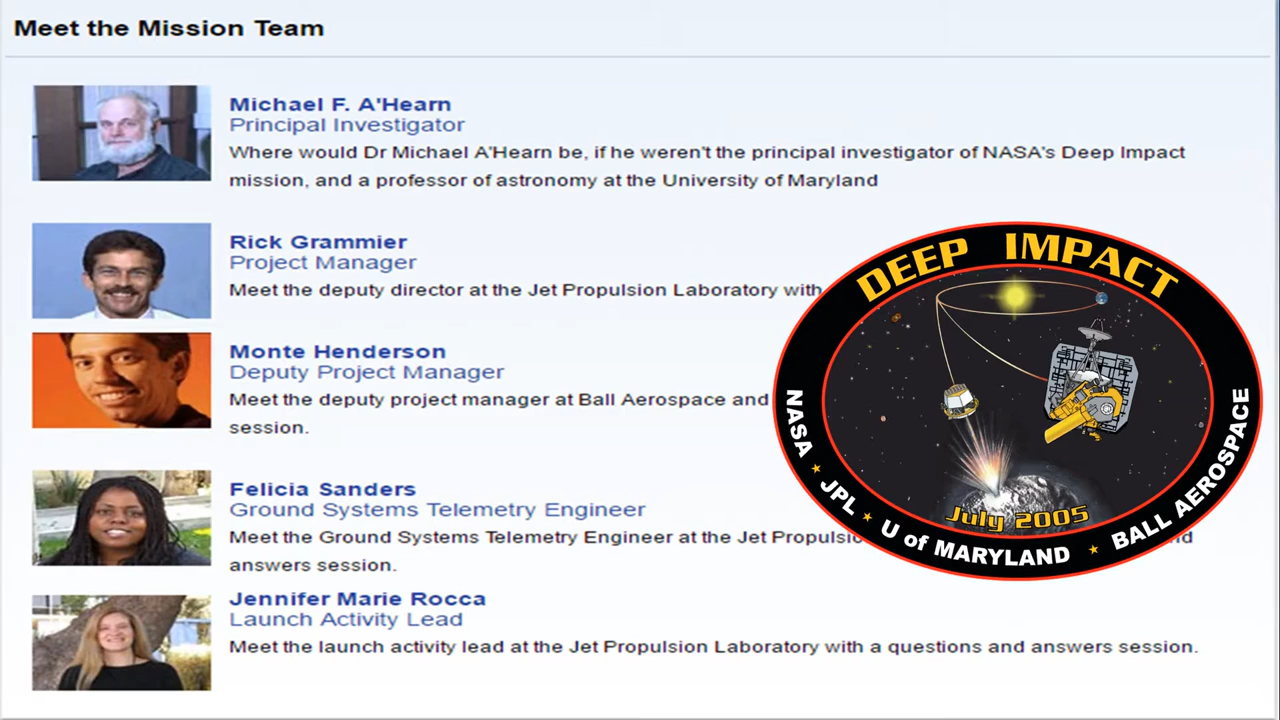 Meet the Mission Team
Michael F. A'Hearn
Principal Investigator
Where would Dr Michael A'Hearn be, if he weren't the principal investigator of NASA's Deep Impact
mission, and a professor of astronomy at the University of Maryland
Rick Grammier
Project Manager
Meet the deputy director at the Jet Propulsion Laboratory with
Monte Henderson
Deputy Project Manager
Meet the deputy project manager at Ball Aerospace and
session.
Felicia Sanders
Ground Systems Telemetry Engineer
Meet the Ground Systems Telemetry Engineer at the Jet
answers session.
Jennifer Marie Rocca
Launch Activity Lead
Meet the launch activity lead at the Jet Propulsion Laboratory with a questions and answers session.
DEEP IMPACT
July 2005
NASA ★ JPL ★ U of MARYLAND ★ BALL AEROSPACE